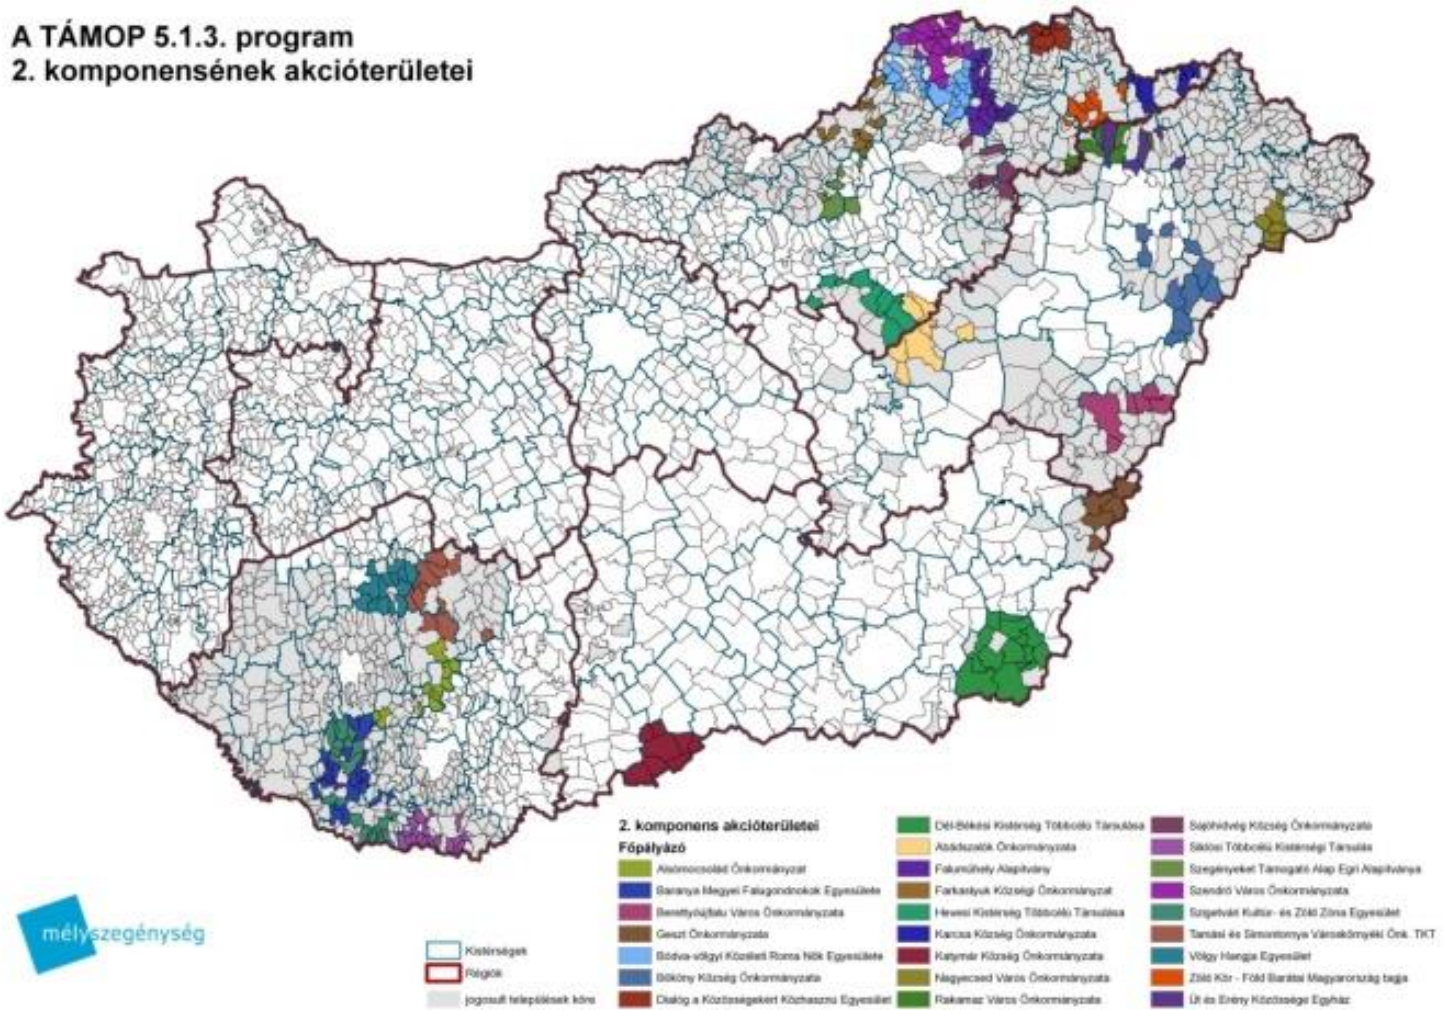 A TÁMOP 5.1.3. program
2. komponensének akcióterületei
2. komponens akcióterületei
Főpályázó
Alsómocsolád Önkormányzat
Baranya Megyei Falugondnokok Egyesülete
Berettyóújfalu Város Önkormányzata
Geszt Önkormányzata
Bódva-völgyi Közéleti Roma Nők Egyesülete
Bököny Község Önkormányzata
Dialóg a Közösségekért Közhasznú Egyesület
Dél-Békési Kistérség Többcélú Társulása
Abádszalók Önkormányzata
Faluműhely Alapítvány
Farkaslyuk Községi Önkormányzat
Hevesi Kistérség Többcélú Társulása
Karcsa Község Önkormányzata
Katymár Község Önkormányzata
Nagyecsed Város Önkormányzata
Rakamaz Város Önkormányzata
Sajóhídvég Község Önkormányzata
Siklósi Többcélú Kistérségi Társulás
Szegényeket Támogató Alap Egri Alapítványa
Szendrő Város Önkormányzata
Szigetvári Kultúr- és Zöld Zóna Egyesület
Tamási és Simontornya Városkörnyéki Önk. TKT
Völgy Hangja Egyesület
Zöld Kör - Föld Barátai Magyarország tagja
Út és Erény Közössége Egyház
Kistérségek
Régiók
jogosult települések köre
mélyszegénység